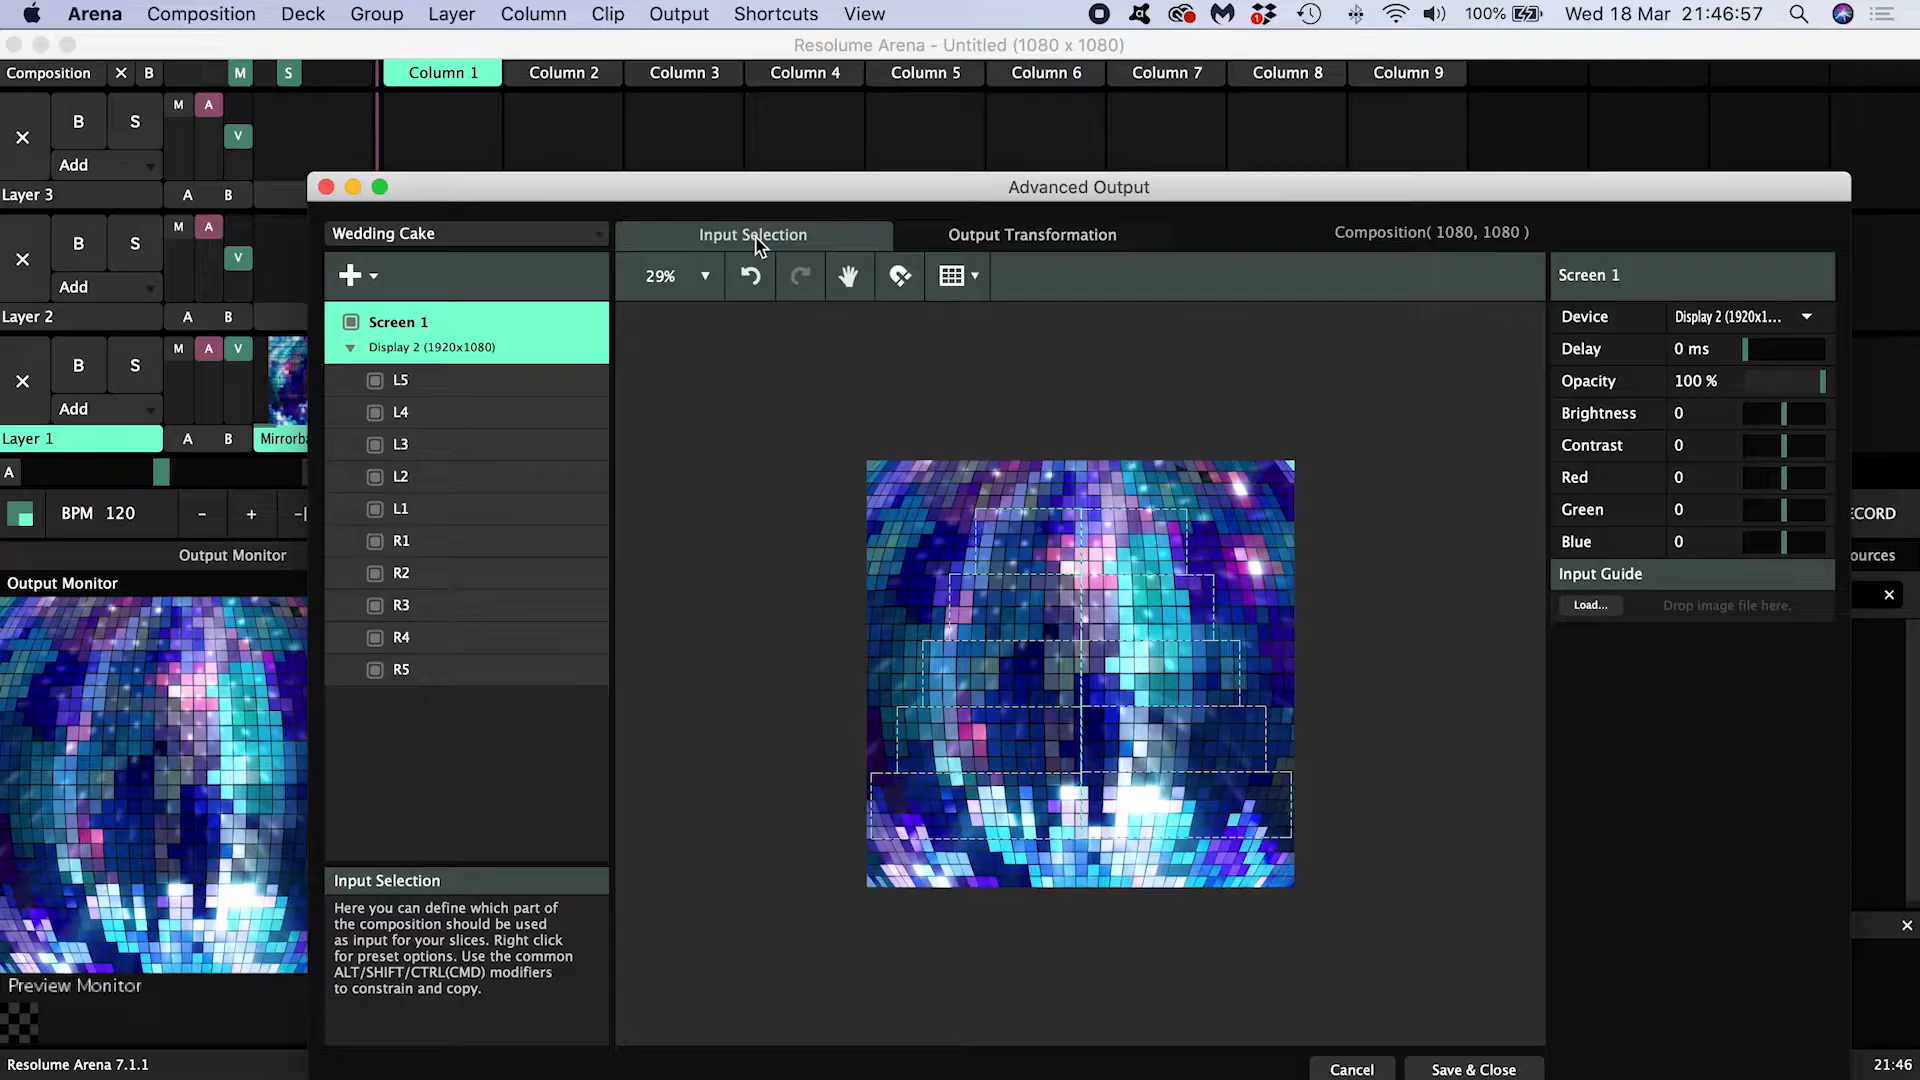 Arena Composition Deck Group Layer Column Clip Output Shortcuts View 100% Wed 18 Mar 21:46:57
Resolume Arena - Untitled (1080 x 1080)
Composition B M S Column 1 Column 2 Column 3 Column 4 Column 5 Column 6 Column 7 Column 8 Column 9
M A
B S
V
Add
Layer 3 A B
Advanced Output
M A
B S
V
Add
Layer 2 A B
Wedding Cake
Input Selection Output Transformation Composition( 1080, 1080 )
29%
Screen 1
Display 2 (1920x1080)
L5
L4
L3
L2
L1
R1
R2
R3
R4
R5
Screen 1
Device Display 2 (1920x1...
Delay 0 ms
Opacity 100 %
Brightness 0
Contrast 0
Red 0
Green 0
Blue 0
Input Guide
Load... Drop image file here.
M A V
B S
Add
Layer 1 A B Mirrorba
A
BPM 120 - + -|
ECORD
Output Monitor
ources
Output Monitor
Input Selection
Here you can define which part of
the composition should be used
as input for your slices. Right click
for preset options. Use the common
ALT/SHIFT/CTRL(CMD) modifiers
to constrain and copy.
Preview Monitor
Cancel Save & Close
Resolume Arena 7.1.1 21:46